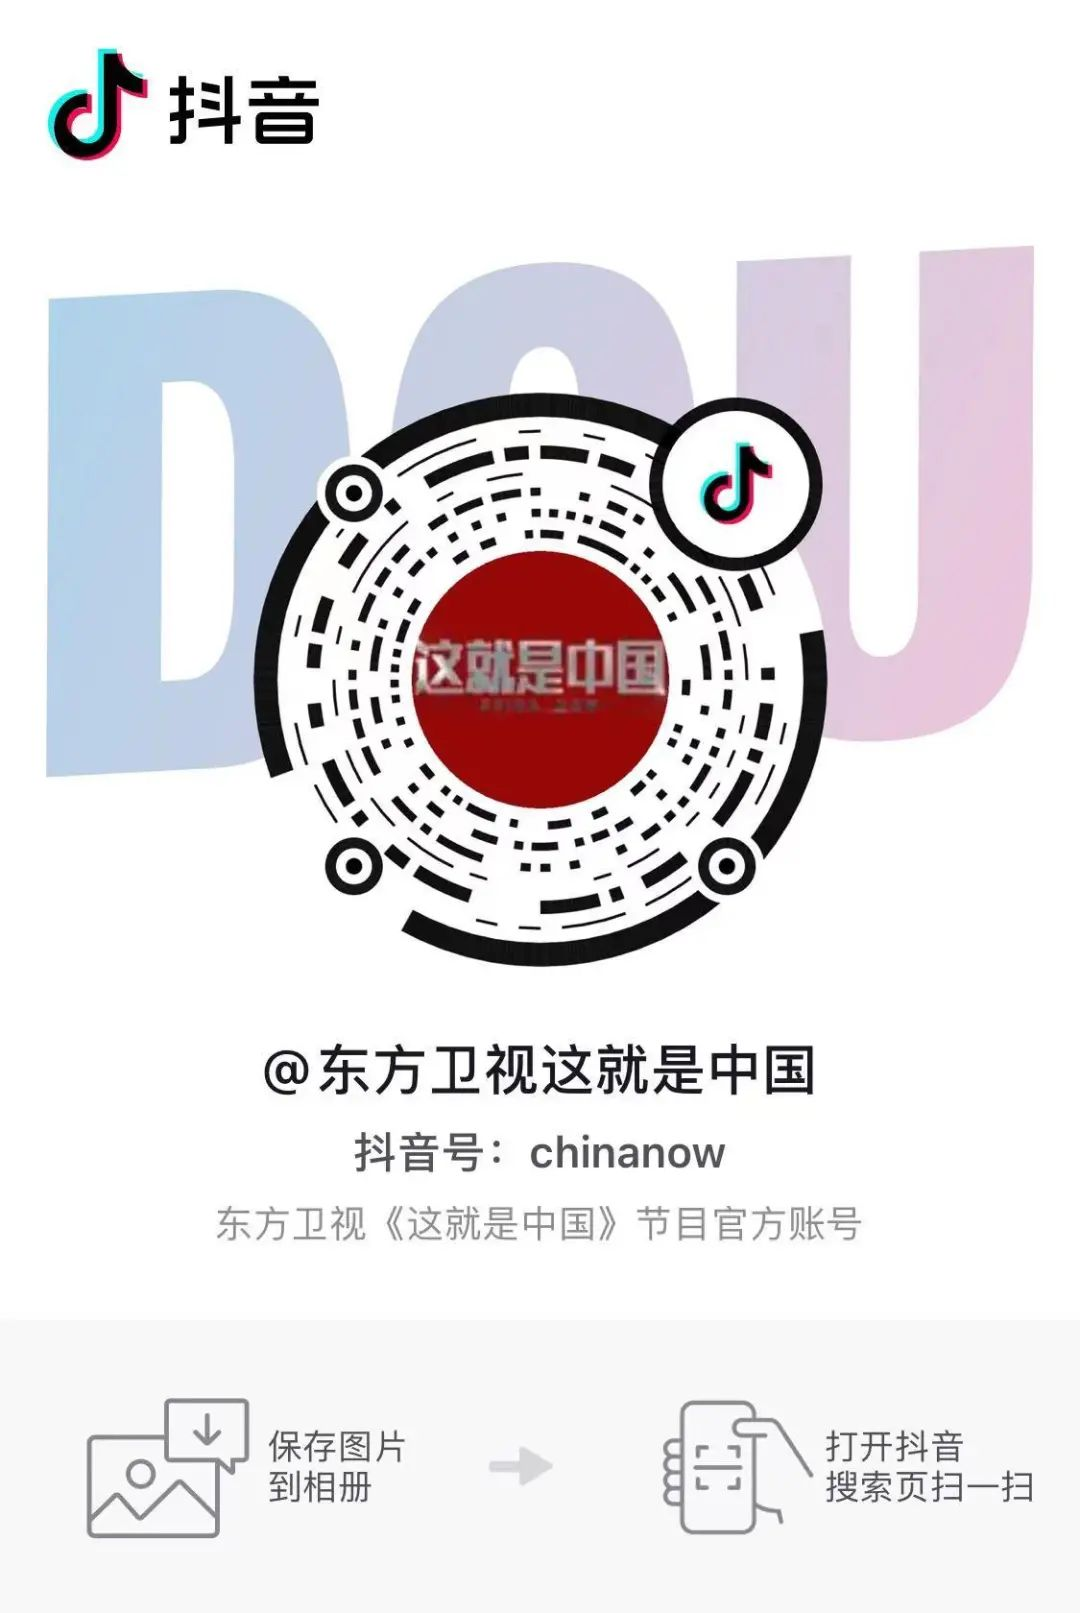 抖音
DOU
这就是中国
@东方卫视这就是中国
抖音号：chinanow
东方卫视《这就是中国》节目官方账号
保存图片
到相册
打开抖音
搜索页扫一扫